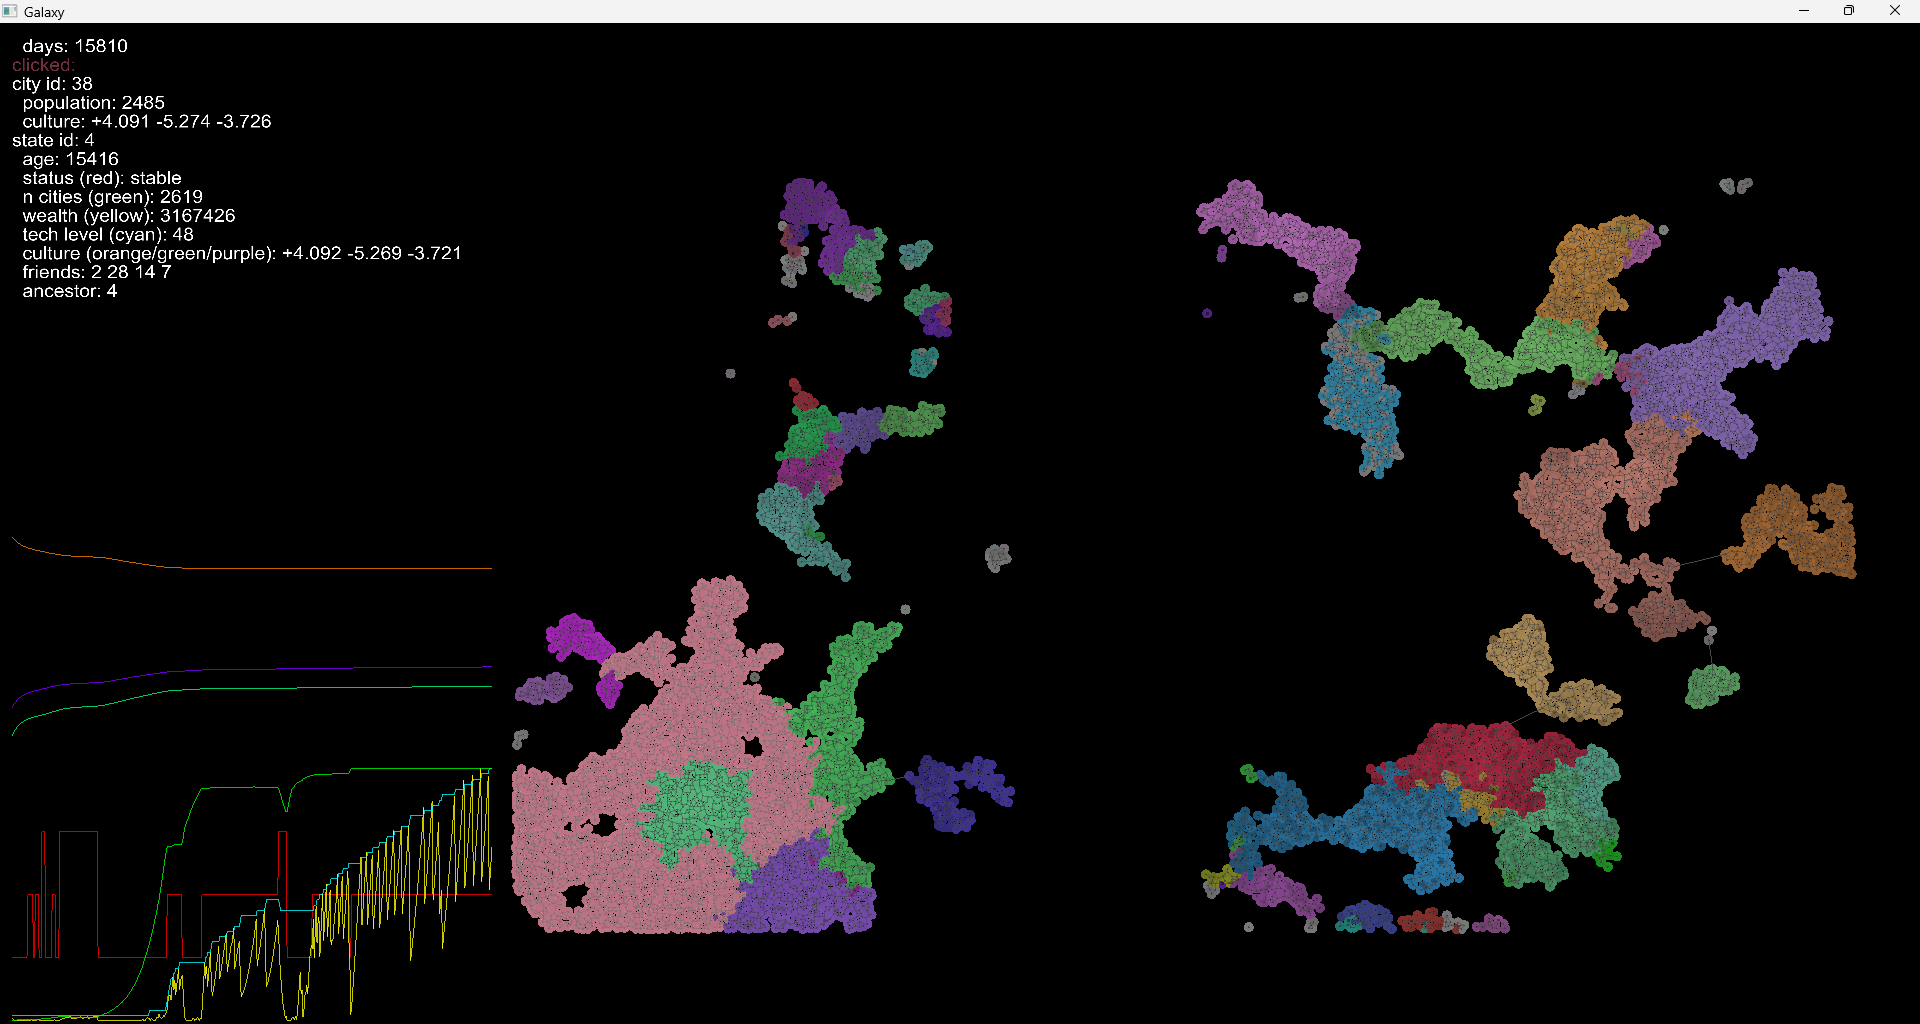 Galaxy
days: 15810
clicked:
city id: 38
population: 2485
culture: +4.091 -5.274 -3.726
state id: 4
age: 15416
status (red): stable
n cities (green): 2619
wealth (yellow): 3167426
tech level (cyan): 48
culture (orange/green/purple): +4.092 -5.269 -3.721
friends: 2 28 14 7
ancestor: 4